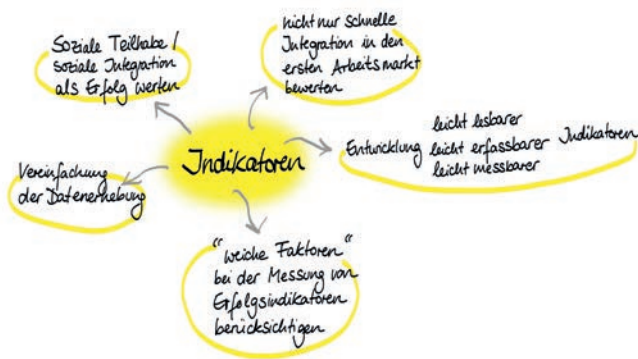 Soziale Teilhabe /
soziale Integration
als Erfolg werten
nicht nur schnelle
Integration in den
ersten Arbeitsmarkt
bewerten
Indikatoren
leicht lesbarer
Entwicklung leicht erfassbarer Indikatoren
leicht messbarer
Vereinfachung
der Datenerhebung
"weiche Faktoren"
bei der Messung von
Erfolgsindikatoren
berücksichtigen